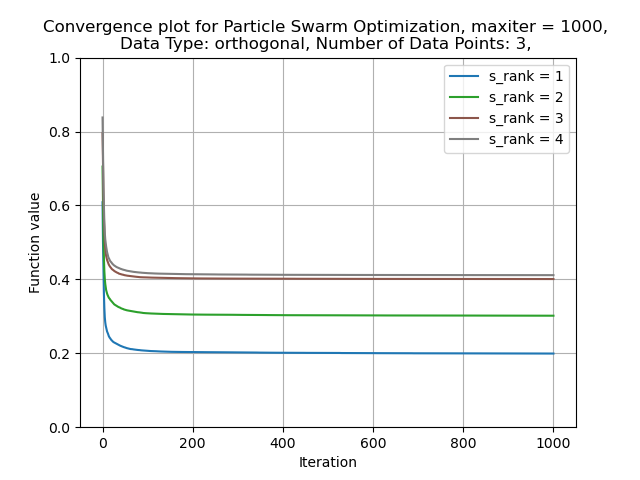 Convergence plot for Particle Swarm Optimization, maxiter = 1000,
Data Type: orthogonal, Number of Data Points: 3,
1.0
0.8
0.6
0.4
0.2
0.0
Function value
s_rank = 1
s_rank = 2
s_rank = 3
s_rank = 4
0 200 400 600 800 1000
Iteration